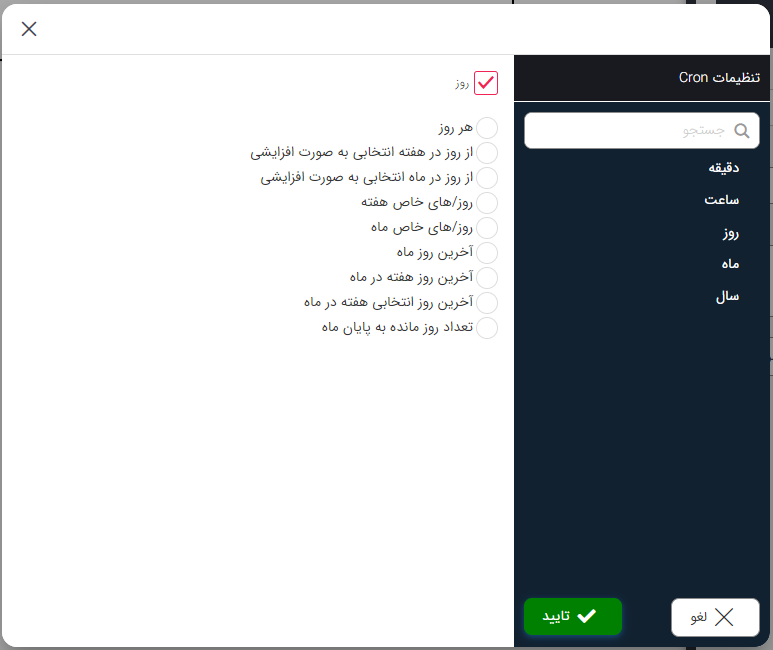 تنظیمات Cron
جستجو
دقیقه
ساعت
روز
ماه
سال
لغو
تایید
روز
هر روز
از روز در هفته انتخابی به صورت افزایشی
از روز در ماه انتخابی به صورت افزایشی
روز/های خاص هفته
روز/های خاص ماه
آخرین روز ماه
آخرین روز هفته در ماه
آخرین روز انتخابی هفته در ماه
تعداد روز مانده به پایان ماه